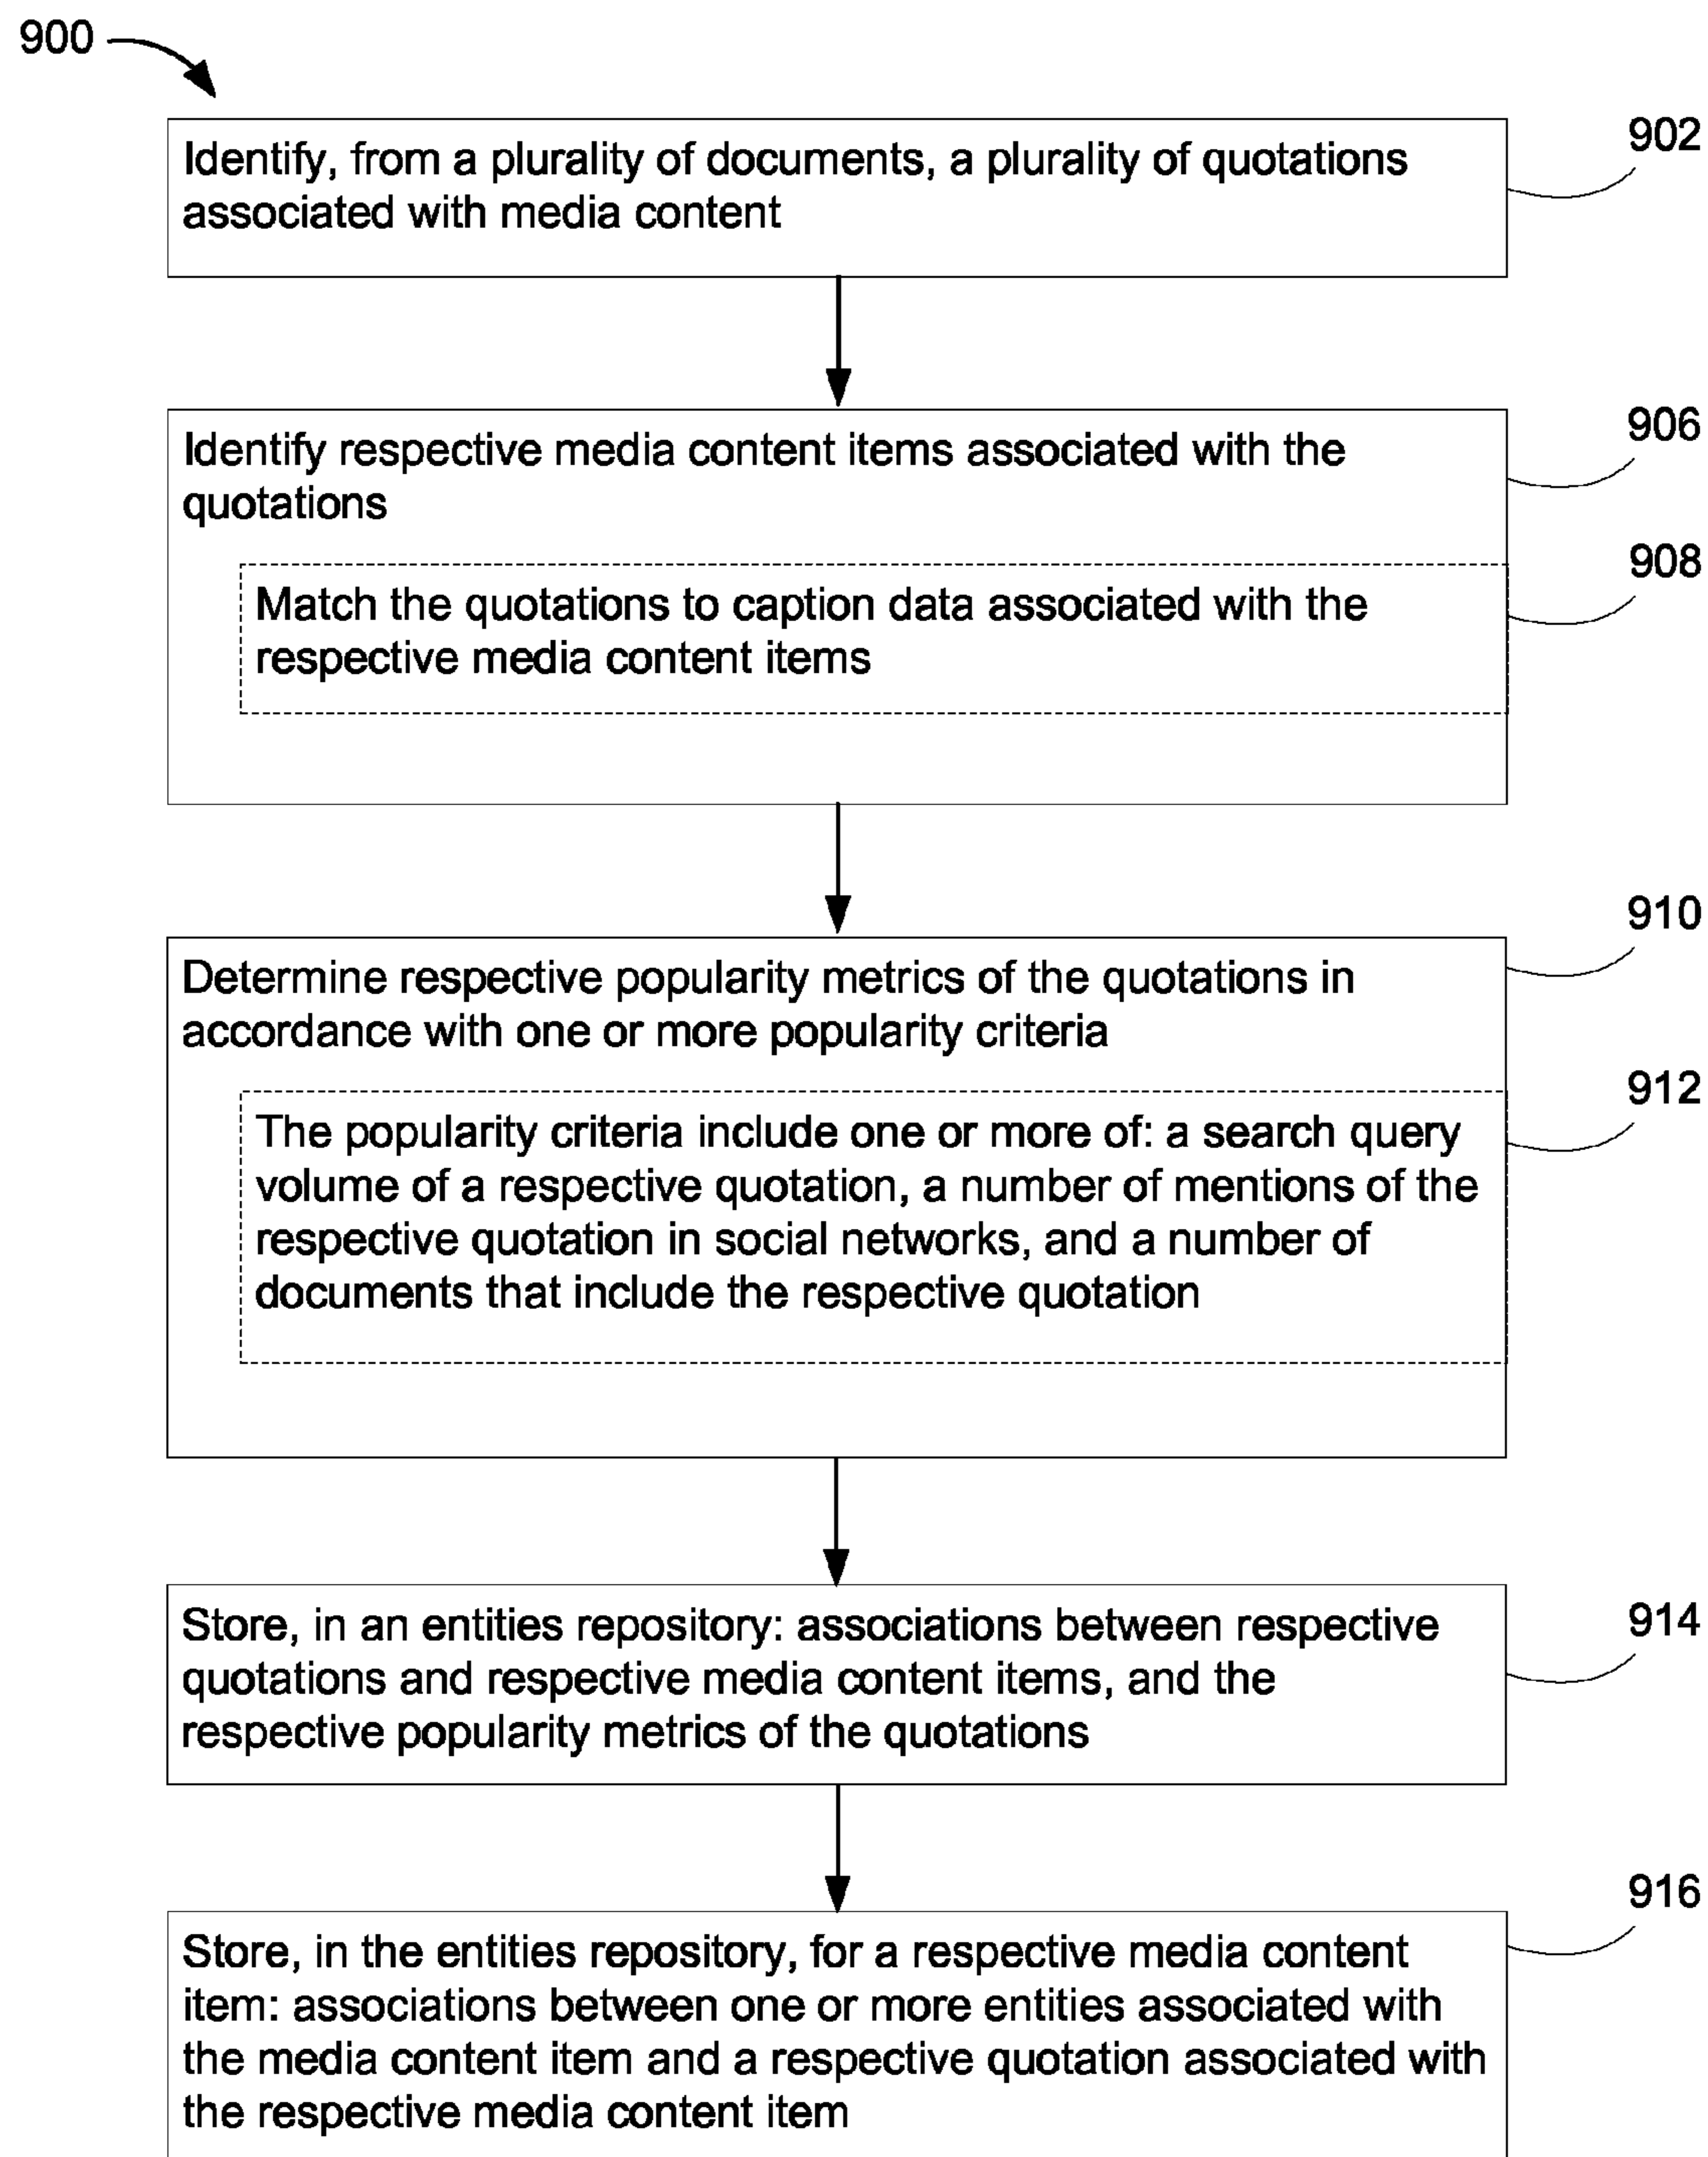 900
902
Identify, from a plurality of documents, a plurality of quotations
associated with media content
906
Identify respective media content items associated with the
quotations
908
Match the quotations to caption data associated with the
respective media content items
910
Determine respective popularity metrics of the quotations in
accordance with one or more popularity criteria
912
The popularity criteria include one or more of: a search query
volume of a respective quotation, a number of mentions of the
respective quotation in social networks, and a number of
documents that include the respective quotation
914
Store, in an entities repository: associations between respective
quotations and respective media content items, and the
respective popularity metrics of the quotations
916
Store, in the entities repository, for a respective media content
item: associations between one or more entities associated with
the media content item and a respective quotation associated with
the respective media content item